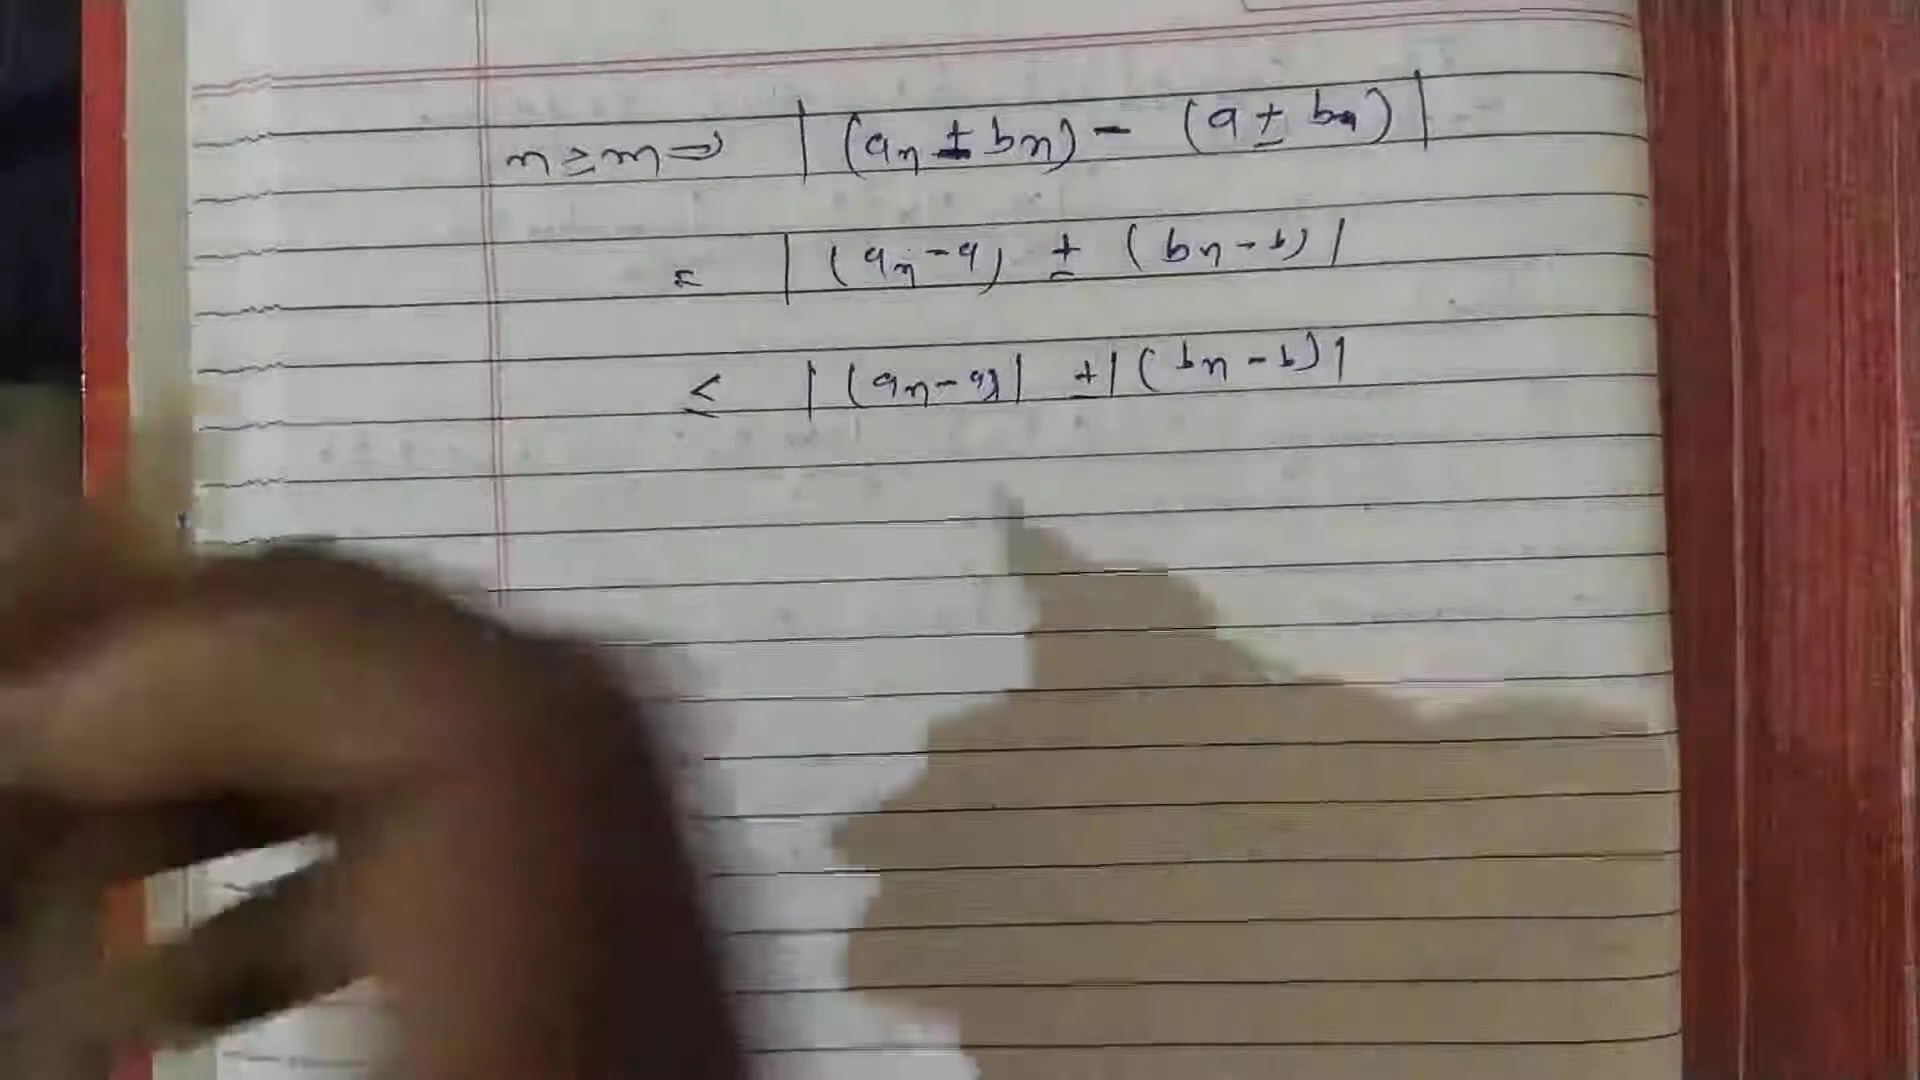 n ≥ m ⇒ |(an ± bn) - (a ± b)|
= |(an - a) ± (bn - b)|
≤ |(an - a)| ± |(bn - b)|